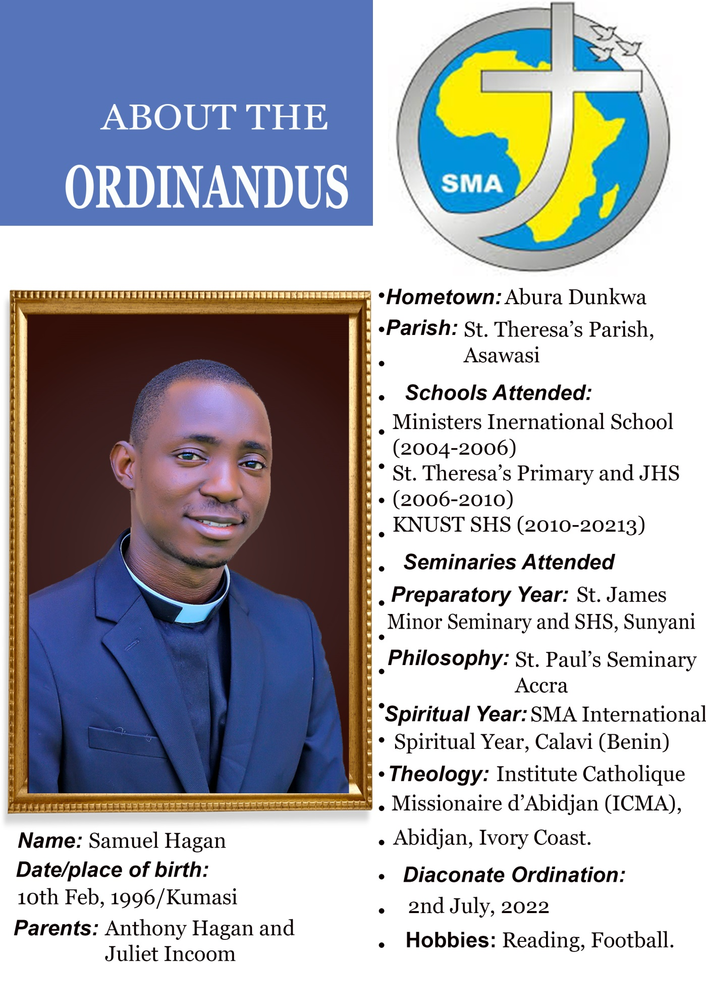 ABOUT THE
ORDINANDUS
SMA
•Hometown: Abura Dunkwa
•Parish: St. Theresa’s Parish,
Asawasi
•
• Schools Attended:
• Ministers Inernational School
(2004-2006)
• St. Theresa’s Primary and JHS
• (2006-2010)
• KNUST SHS (2010-20213)
• Seminaries Attended
• Preparatory Year: St. James
Minor Seminary and SHS, Sunyani
•
• Philosophy: St. Paul’s Seminary
Accra
• Spiritual Year: SMA International
• Spiritual Year, Calavi (Benin)
• Theology: Institute Catholique
• Missionaire d’Abidjan (ICMA),
• Abidjan, Ivory Coast.
• Diaconate Ordination:
• 2nd July, 2022
• Hobbies: Reading, Football.
Name: Samuel Hagan
Date/place of birth:
10th Feb, 1996/Kumasi
Parents: Anthony Hagan and
Juliet Incoom